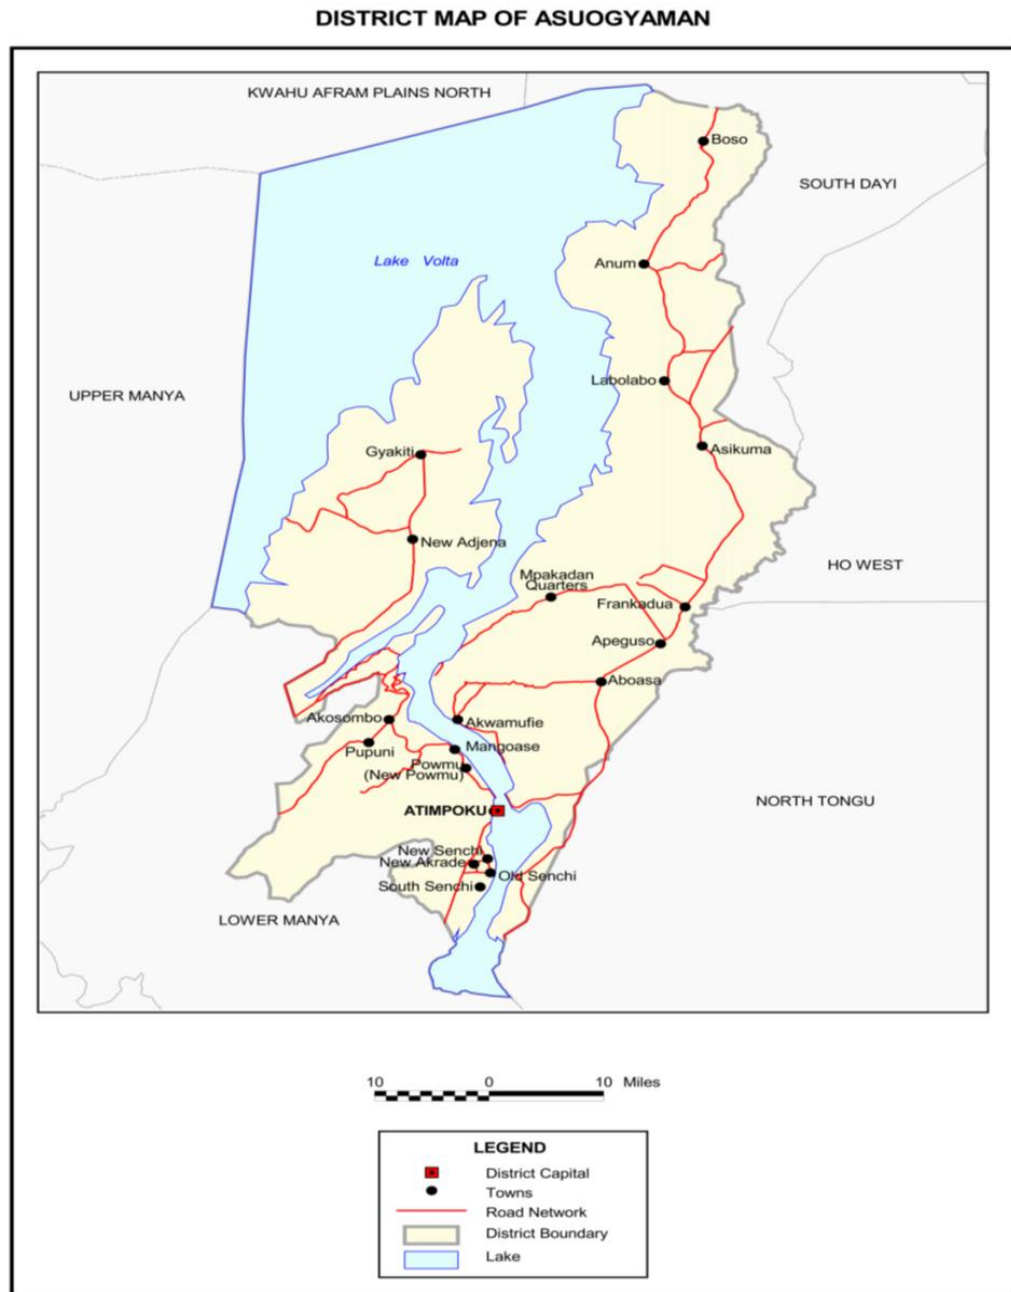 DISTRICT MAP OF ASUOGYAMAN
KWAHU AFRAM PLAINS NORTH
Boso
SOUTH DAYI
Lake Volta
Anum
Labolabo
UPPER MANYA
Asikuma
Gyakiti
New Adjena
HO WEST
Mpakadan
Quarters
Frankadua
Apeguso
Aboasa
Akosombo
Akwamufie
Pupuni
Mangoase
Powmu
(New Powmu)
NORTH TONGU
ATIMPOKU
New Senchi
New Akrade
Old Senchi
South Senchi
LOWER MANYA
10 0 10 Miles
LEGEND
District Capital
Towns
Road Network
District Boundary
Lake